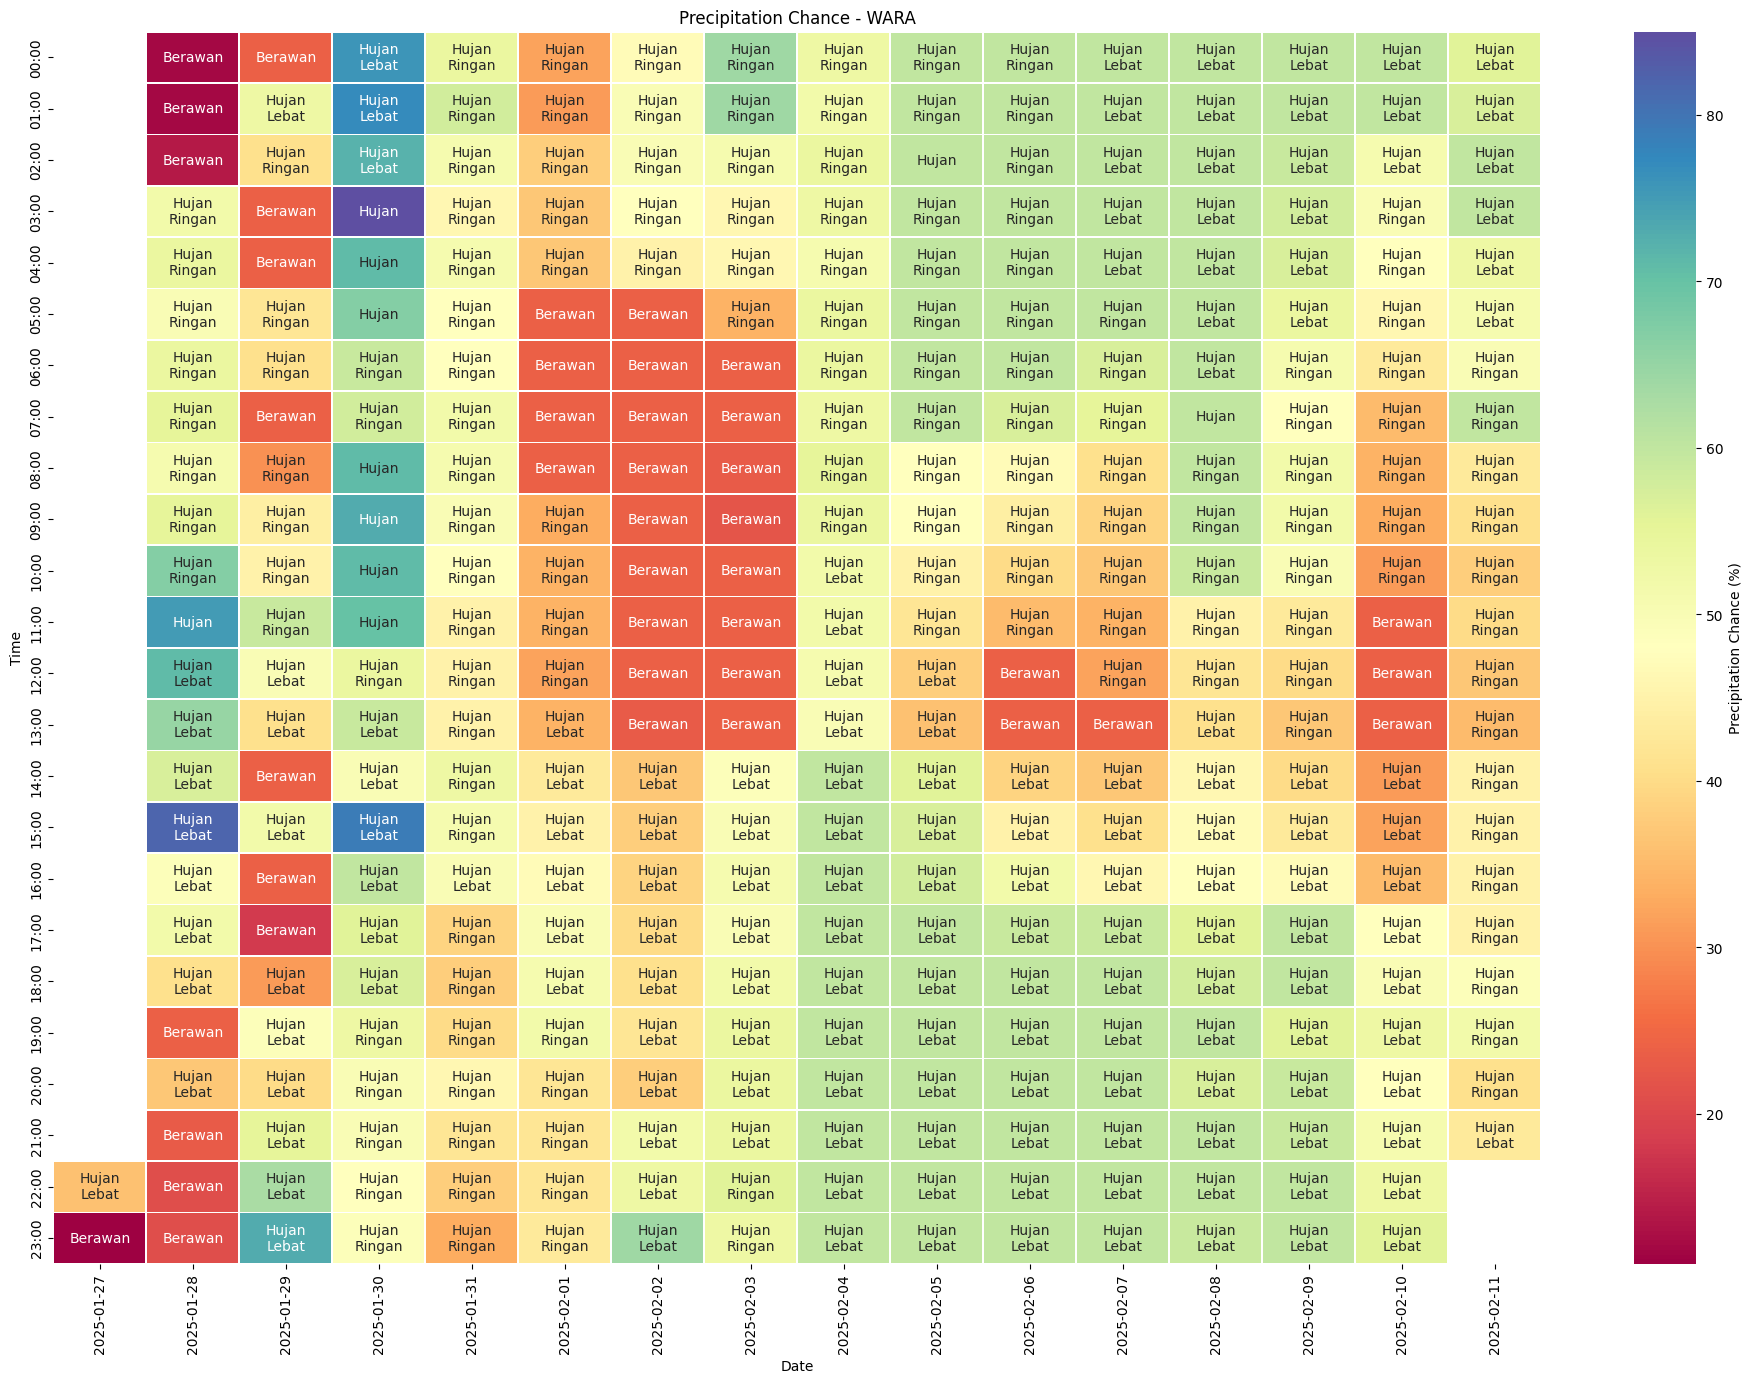 Precipitation Chance - WARA
00:00 Berawan Berawan Hujan Lebat Hujan Ringan Hujan Ringan Hujan Ringan Hujan Ringan Hujan Ringan Hujan Ringan Hujan Ringan Hujan Lebat Hujan Lebat Hujan Lebat Hujan Lebat Hujan Lebat
01:00 Berawan Hujan Lebat Hujan Lebat Hujan Ringan Hujan Ringan Hujan Ringan Hujan Ringan Hujan Ringan Hujan Ringan Hujan Ringan Hujan Lebat Hujan Lebat Hujan Lebat Hujan Lebat Hujan Lebat
02:00 Berawan Hujan Ringan Hujan Lebat Hujan Ringan Hujan Ringan Hujan Ringan Hujan Ringan Hujan Ringan Hujan Hujan Ringan Hujan Lebat Hujan Lebat Hujan Lebat Hujan Lebat Hujan Lebat
03:00 Hujan Ringan Berawan Hujan Hujan Ringan Hujan Ringan Hujan Ringan Hujan Ringan Hujan Ringan Hujan Ringan Hujan Ringan Hujan Lebat Hujan Lebat Hujan Lebat Hujan Ringan Hujan Lebat
04:00 Hujan Ringan Berawan Hujan Hujan Ringan Hujan Ringan Hujan Ringan Hujan Ringan Hujan Ringan Hujan Ringan Hujan Ringan Hujan Lebat Hujan Lebat Hujan Lebat Hujan Ringan Hujan Lebat
05:00 Hujan Ringan Hujan Ringan Hujan Hujan Ringan Berawan Berawan Hujan Ringan Hujan Ringan Hujan Ringan Hujan Ringan Hujan Ringan Hujan Lebat Hujan Lebat Hujan Ringan Hujan Lebat
06:00 Hujan Ringan Hujan Ringan Hujan Ringan Hujan Ringan Berawan Berawan Berawan Hujan Ringan Hujan Ringan Hujan Ringan Hujan Ringan Hujan Lebat Hujan Ringan Hujan Ringan Hujan Ringan
07:00 Hujan Ringan Berawan Hujan Ringan Hujan Ringan Berawan Berawan Berawan Hujan Ringan Hujan Ringan Hujan Ringan Hujan Ringan Hujan Hujan Ringan Hujan Ringan Hujan Ringan
08:00 Hujan Ringan Hujan Ringan Hujan Hujan Ringan Berawan Berawan Berawan Hujan Ringan Hujan Ringan Hujan Ringan Hujan Ringan Hujan Ringan Hujan Ringan Hujan Ringan Hujan Ringan
09:00 Hujan Ringan Hujan Ringan Hujan Hujan Ringan Hujan Ringan Berawan Berawan Hujan Ringan Hujan Ringan Hujan Ringan Hujan Ringan Hujan Ringan Hujan Ringan Hujan Ringan Hujan Ringan
10:00 Hujan Ringan Hujan Ringan Hujan Hujan Ringan Hujan Ringan Berawan Berawan Hujan Lebat Hujan Ringan Hujan Ringan Hujan Ringan Hujan Ringan Hujan Ringan Hujan Ringan Hujan Ringan
11:00 Hujan Hujan Ringan Hujan Hujan Ringan Hujan Ringan Berawan Berawan Hujan Lebat Hujan Ringan Hujan Ringan Hujan Ringan Hujan Ringan Hujan Ringan Berawan Hujan Ringan
12:00 Hujan Lebat Hujan Lebat Hujan Ringan Hujan Ringan Hujan Ringan Berawan Berawan Hujan Lebat Hujan Lebat Berawan Hujan Ringan Hujan Ringan Hujan Ringan Berawan Hujan Ringan
13:00 Hujan Lebat Hujan Lebat Hujan Lebat Hujan Ringan Hujan Lebat Berawan Berawan Hujan Lebat Hujan Lebat Berawan Berawan Hujan Lebat Hujan Ringan Berawan Hujan Ringan
14:00 Hujan Lebat Berawan Hujan Lebat Hujan Ringan Hujan Lebat Hujan Lebat Hujan Lebat Hujan Lebat Hujan Lebat Hujan Lebat Hujan Lebat Hujan Lebat Hujan Lebat Hujan Lebat Hujan Ringan
15:00 Hujan Lebat Hujan Lebat Hujan Lebat Hujan Ringan Hujan Lebat Hujan Lebat Hujan Lebat Hujan Lebat Hujan Lebat Hujan Lebat Hujan Lebat Hujan Lebat Hujan Lebat Hujan Lebat Hujan Ringan
16:00 Hujan Lebat Berawan Hujan Lebat Hujan Lebat Hujan Lebat Hujan Lebat Hujan Lebat Hujan Lebat Hujan Lebat Hujan Lebat Hujan Lebat Hujan Lebat Hujan Lebat Hujan Lebat Hujan Ringan
17:00 Hujan Lebat Berawan Hujan Lebat Hujan Ringan Hujan Lebat Hujan Lebat Hujan Lebat Hujan Lebat Hujan Lebat Hujan Lebat Hujan Lebat Hujan Lebat Hujan Lebat Hujan Lebat Hujan Ringan
18:00 Hujan Lebat Hujan Lebat Hujan Lebat Hujan Ringan Hujan Lebat Hujan Lebat Hujan Lebat Hujan Lebat Hujan Lebat Hujan Lebat Hujan Lebat Hujan Lebat Hujan Lebat Hujan Lebat Hujan Ringan
19:00 Berawan Hujan Lebat Hujan Ringan Hujan Ringan Hujan Ringan Hujan Lebat Hujan Lebat Hujan Lebat Hujan Lebat Hujan Lebat Hujan Lebat Hujan Lebat Hujan Lebat Hujan Lebat Hujan Ringan
20:00 Hujan Lebat Hujan Lebat Hujan Ringan Hujan Ringan Hujan Ringan Hujan Lebat Hujan Lebat Hujan Lebat Hujan Lebat Hujan Lebat Hujan Lebat Hujan Lebat Hujan Lebat Hujan Lebat Hujan Ringan
21:00 Berawan Hujan Lebat Hujan Ringan Hujan Ringan Hujan Ringan Hujan Lebat Hujan Lebat Hujan Lebat Hujan Lebat Hujan Lebat Hujan Lebat Hujan Lebat Hujan Lebat Hujan Lebat Hujan Lebat
22:00 Hujan Lebat Berawan Hujan Lebat Hujan Ringan Hujan Ringan Hujan Ringan Hujan Lebat Hujan Ringan Hujan Lebat Hujan Lebat Hujan Lebat Hujan Lebat Hujan Lebat Hujan Lebat Hujan Lebat
23:00 Berawan Berawan Hujan Lebat Hujan Ringan Hujan Ringan Hujan Ringan Hujan Lebat Hujan Ringan Hujan Lebat Hujan Lebat Hujan Lebat Hujan Lebat Hujan Lebat Hujan Lebat Hujan Lebat
Time
2025-01-27 2025-01-28 2025-01-29 2025-01-30 2025-01-31 2025-02-01 2025-02-02 2025-02-03 2025-02-04 2025-02-05 2025-02-06 2025-02-07 2025-02-08 2025-02-09 2025-02-10 2025-02-11
Date
80
70
60
50
40
30
20
Precipitation Chance (%)